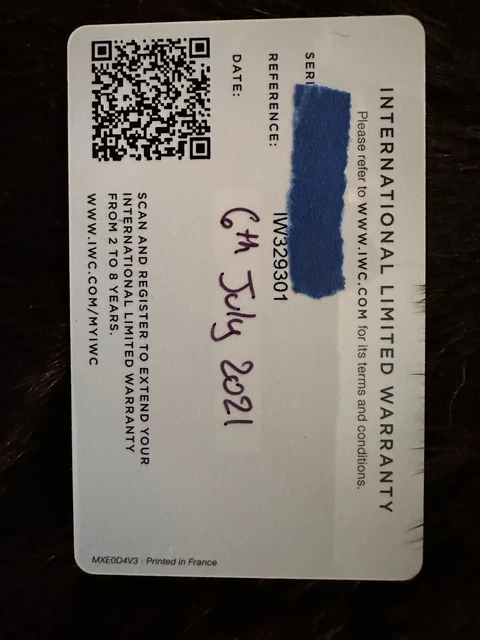 INTERNATIONAL LIMITED WARRANTY
Please refer to WWW.IWC.COM for its terms and conditions.
SERI
REFERENCE: IW329301
DATE: 6th July 2021
SCAN AND REGISTER TO EXTEND YOUR
INTERNATIONAL LIMITED WARRANTY
FROM 2 TO 8 YEARS.
WWW.IWC.COM/MYIWC
MXE0D4V3 · Printed in France